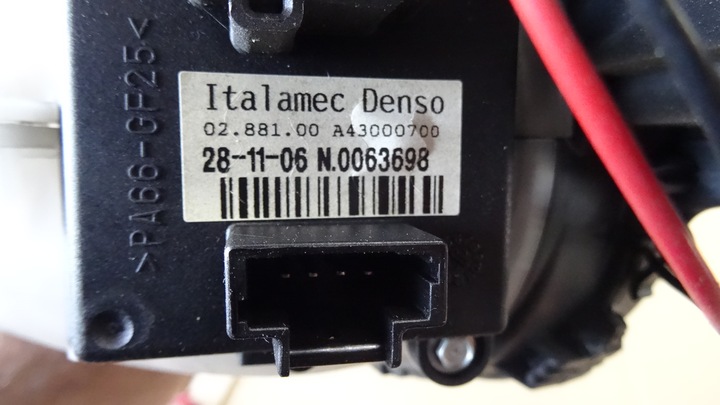 Italamec Denso
02.881.00 A43000700
28-11-06 N.0063698
>PA66-GF25<